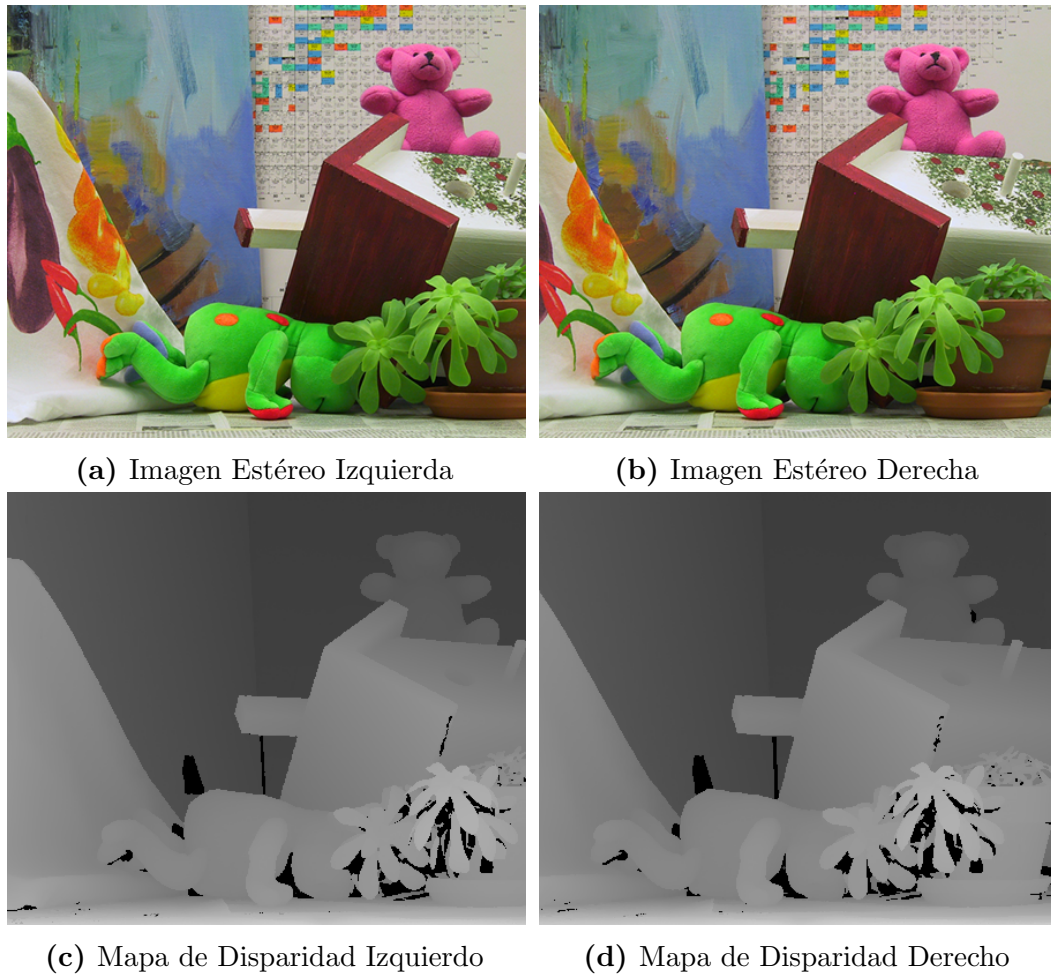 (a) Imagen Estéreo Izquierda
(b) Imagen Estéreo Derecha
(c) Mapa de Disparidad Izquierdo
(d) Mapa de Disparidad Derecho